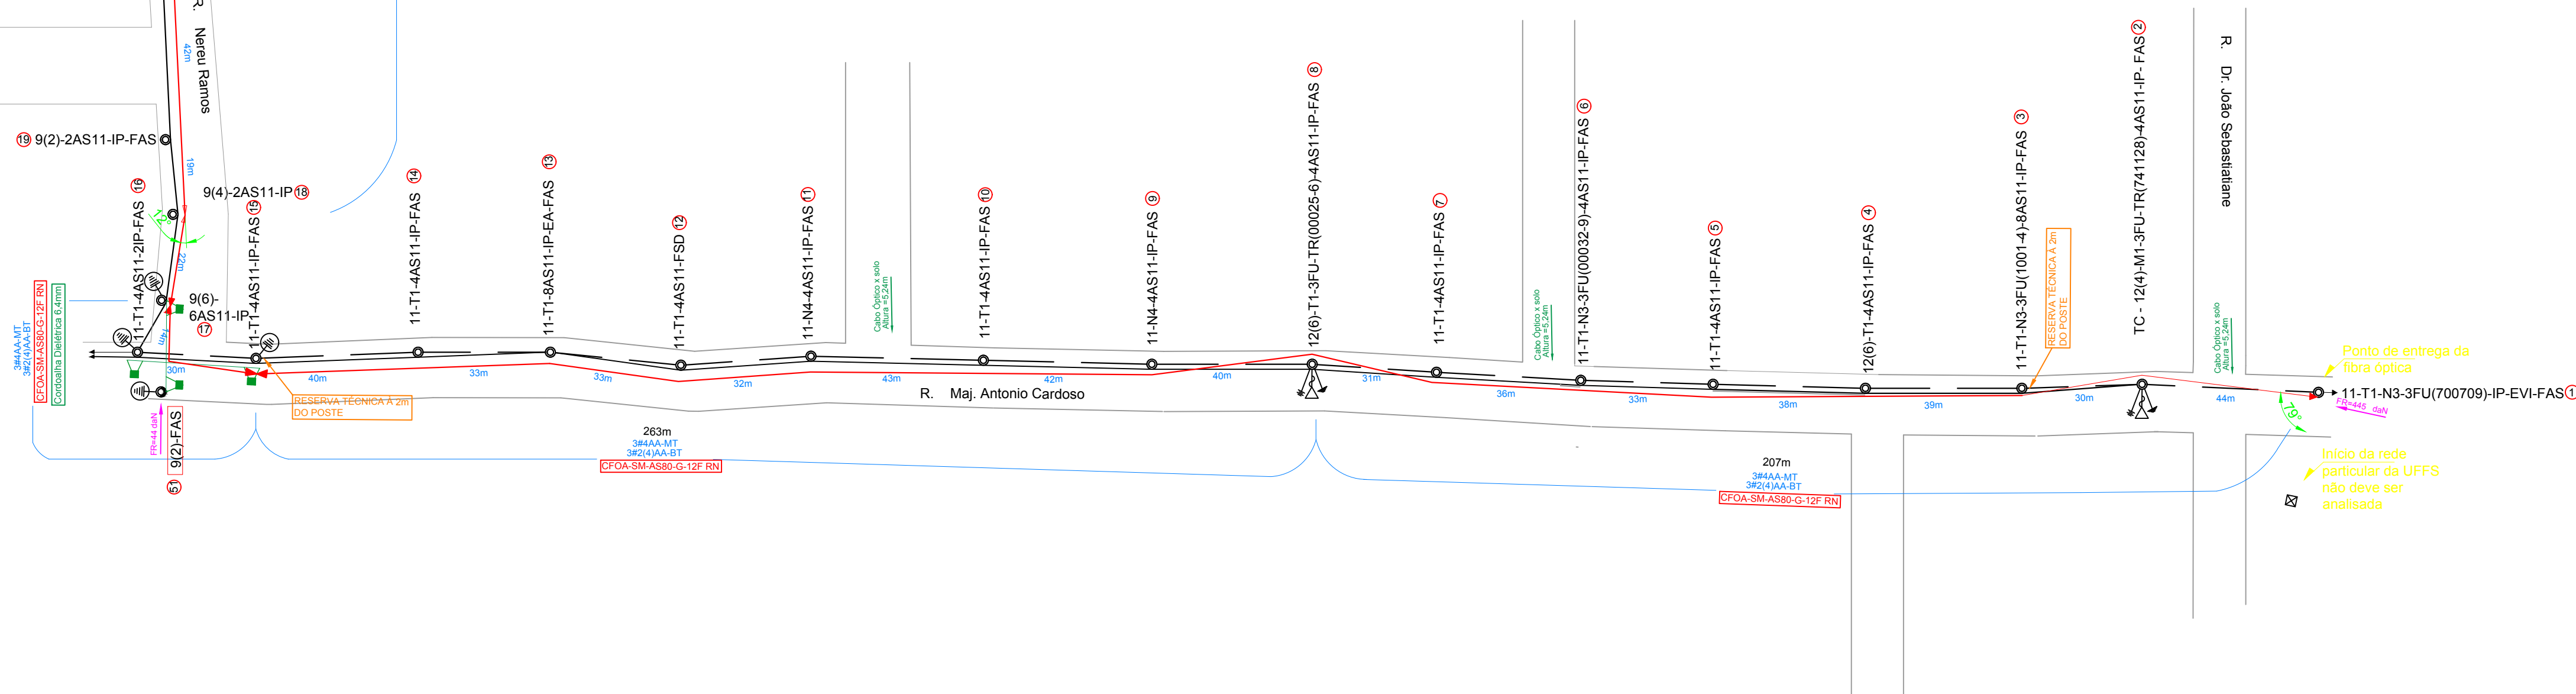 R.
Nereu Ramos
42m
19 9(2)-2AS11-IP-FAS
19m
9(4)-2AS11-IP 18
12°
22m
9(6)-
6AS11-IP
17
14m
11-T1-4AS11-2IP-FAS 16
11-T1-4AS11-IP-FAS 15
11-T1-4AS11-IP-FAS 14
11-T1-8AS11-IP-EA-FAS 13
11-T1-4AS11-FSD 12
11-N4-4AS11-IP-FAS 11
11-T1-4AS11-IP-FAS 10
11-N4-4AS11-IP-FAS 9
12(6)-T1-3FU-TR(00025-6)-4AS11-IP-FAS 8
11-T1-4AS11-IP-FAS 7
11-T1-N3-3FU(00032-9)-4AS11-IP-FAS 6
11-T1-4AS11-IP-FAS 5
12(6)-T1-4AS11-IP-FAS 4
11-T1-N3-3FU(1001-4)-8AS11-IP-FAS 3
TC - 12(4)-M1-3FU-TR(741128)-4AS11-IP- FAS 2
R. Dr. João Sebastiatiane
Cabo Óptico x solo
Altura =5,24m
Cabo Óptico x solo
Altura =5,24m
Cabo Óptico x solo
Altura =5,24m
RESERVA TÉCNICA À 2m
DO POSTE
3#4AA-MT
3#2(4)AA-BT
CFOA-SM-AS80-G-12F RN
Cordoalha Dielétrica 6,4mm
30m
40m
33m
33m
32m
43m
42m
40m
31m
36m
33m
38m
39m
30m
44m
RESERVA TÉCNICA À 2m
DO POSTE
R. Maj. Antonio Cardoso
Ponto de entrega da
fibra óptica
11-T1-N3-3FU(700709)-IP-EVI-FAS 1
FR=445 daN
79°
FR=44 daN
9(2)-FAS
51
263m
3#4AA-MT
3#2(4)AA-BT
CFOA-SM-AS80-G-12F RN
207m
3#4AA-MT
3#2(4)AA-BT
CFOA-SM-AS80-G-12F RN
Início da rede
particular da UFFS
não deve ser
analisada